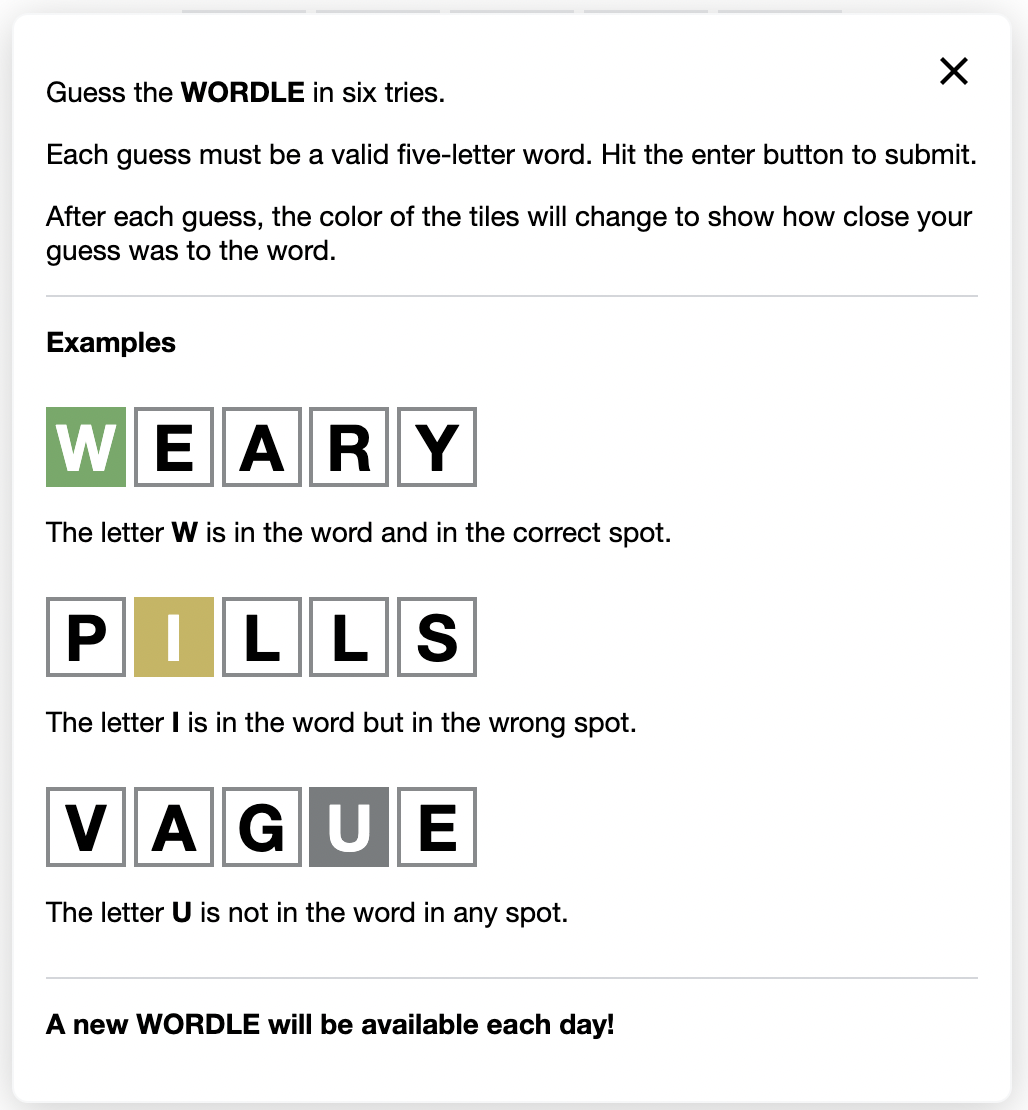 Guess the WORDLE in six tries.
Each guess must be a valid five-letter word. Hit the enter button to submit.
After each guess, the color of the tiles will change to show how close your
guess was to the word.
Examples
WEARY
The letter W is in the word and in the correct spot.
PILLS
The letter I is in the word but in the wrong spot.
VAGUE
The letter U is not in the word in any spot.
A new WORDLE will be available each day!